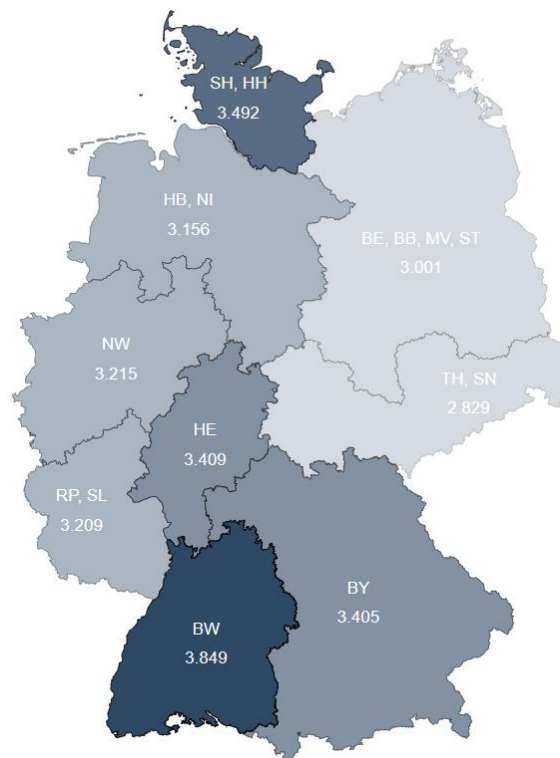 SH, HH
3.492
HB, NI
3.156
BE, BB, MV, ST
3.001
NW
3.215
TH, SN
2.829
HE
3.409
RP, SL
3.209
BY
3.405
BW
3.849